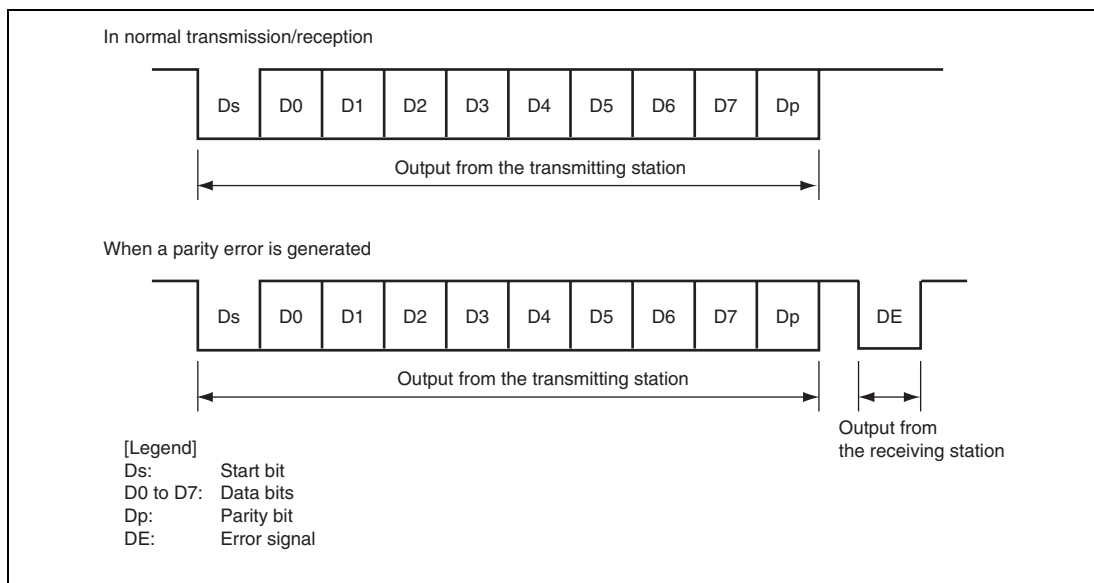 In normal transmission/reception
Ds D0 D1 D2 D3 D4 D5 D6 D7 Dp
Output from the transmitting station
When a parity error is generated
Ds D0 D1 D2 D3 D4 D5 D6 D7 Dp DE
Output from the transmitting station
Output from
the receiving station
[Legend]
Ds: Start bit
D0 to D7: Data bits
Dp: Parity bit
DE: Error signal